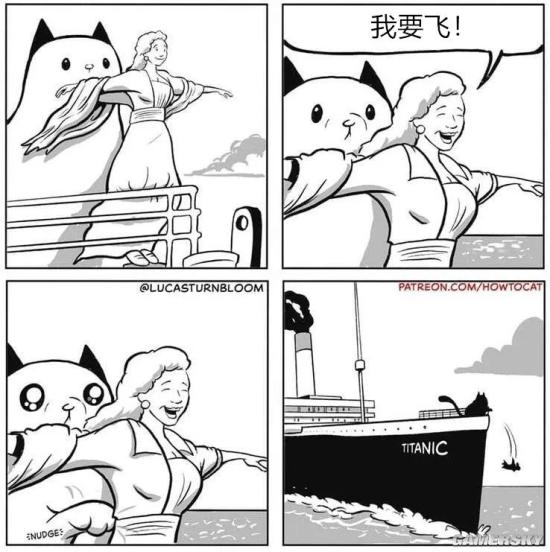 我要飞！
@LUCASTURNBLOOM
PATREON.COM/HOWTOCAT
NUDGE
TITANIC
GAMERSKY